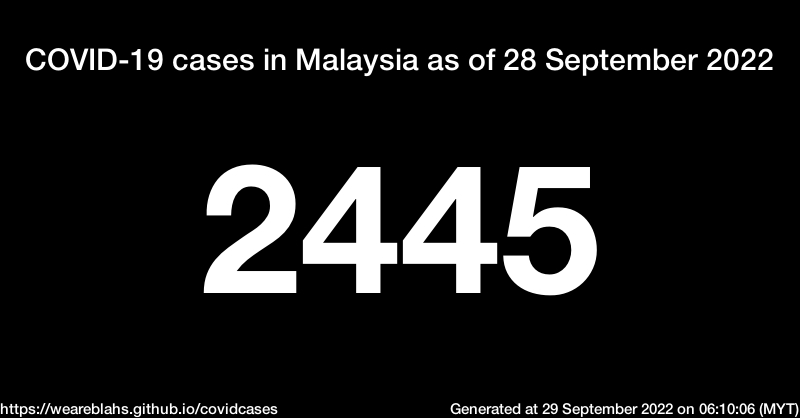 COVID-19 cases in Malaysia as of 28 September 2022
2445
https://weareblahs.github.io/covidcases
Generated at 29 September 2022 on 06:10:06 (MYT)